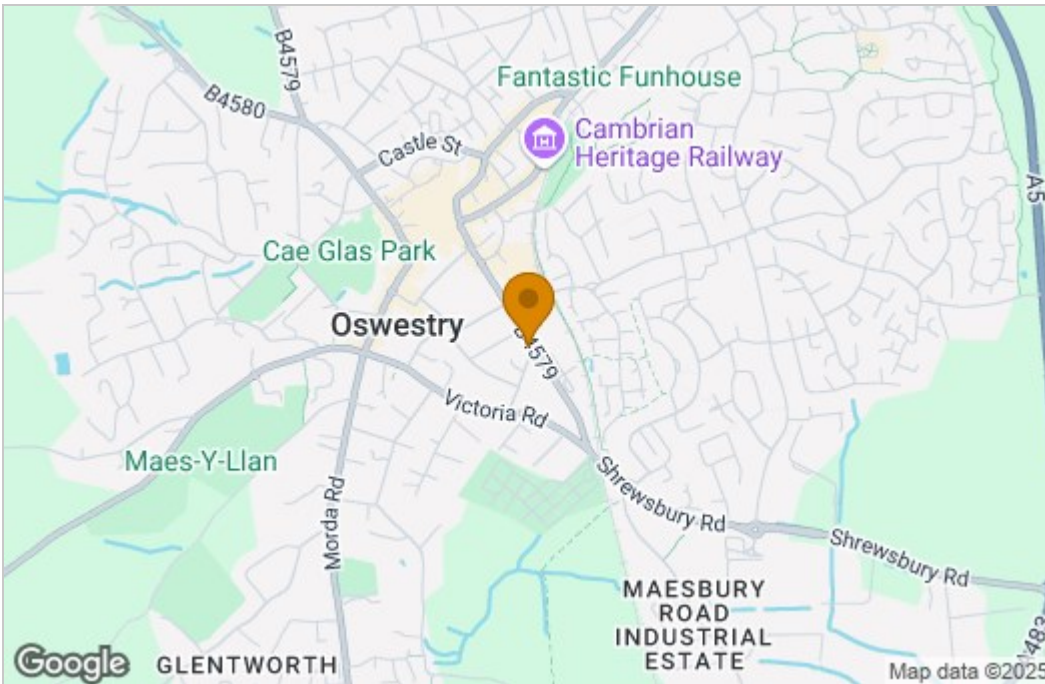 B4579
B4580
Fantastic Funhouse
Castle St
Cambrian
Heritage Railway
A5
Cae Glas Park
Oswestry
B4579
Victoria Rd
Maes-Y-Llan
Morda Rd
Shrewsbury Rd
Shrewsbury Rd
MAESBURY
ROAD
INDUSTRIAL
ESTATE
Google
GLENTWORTH
Map data ©2025